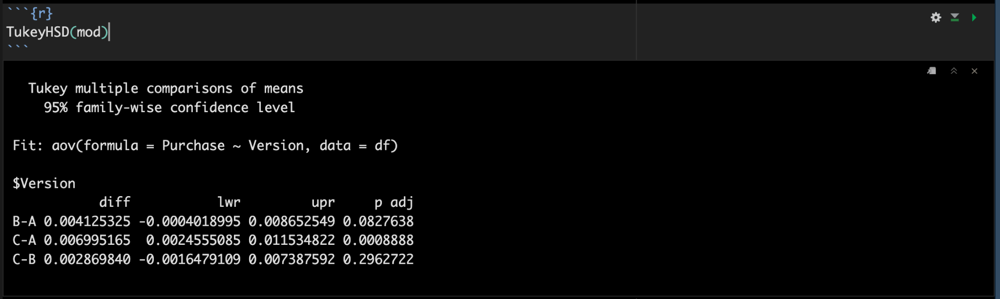 ```{r}
TukeyHSD(mod)
```
Tukey multiple comparisons of means
95% family-wise confidence level
Fit: aov(formula = Purchase ~ Version, data = df)
$Version
diff lwr upr p adj
B-A 0.004125325 -0.0004018995 0.008652549 0.0827638
C-A 0.006995165 0.0024555085 0.011534822 0.0008888
C-B 0.002869840 -0.0016479109 0.007387592 0.2962722